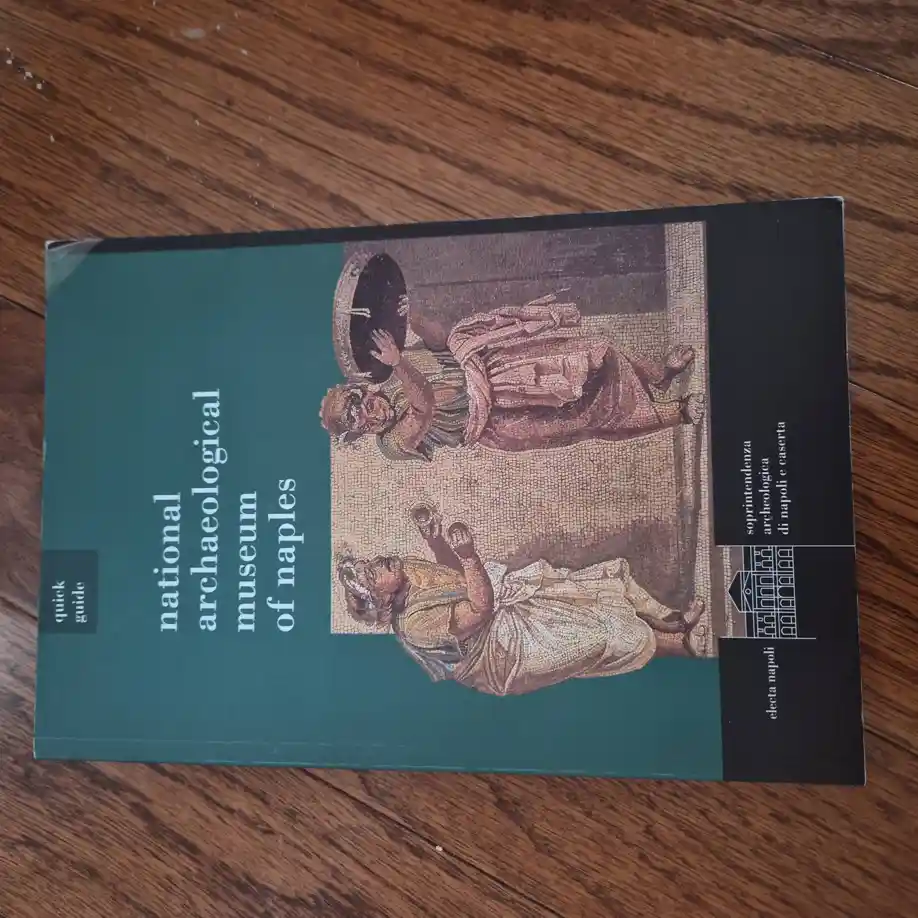 quick
guide
national
archaeological
museum
of naples
electa napoli
soprintendenza
archeologica
di napoli e caserta